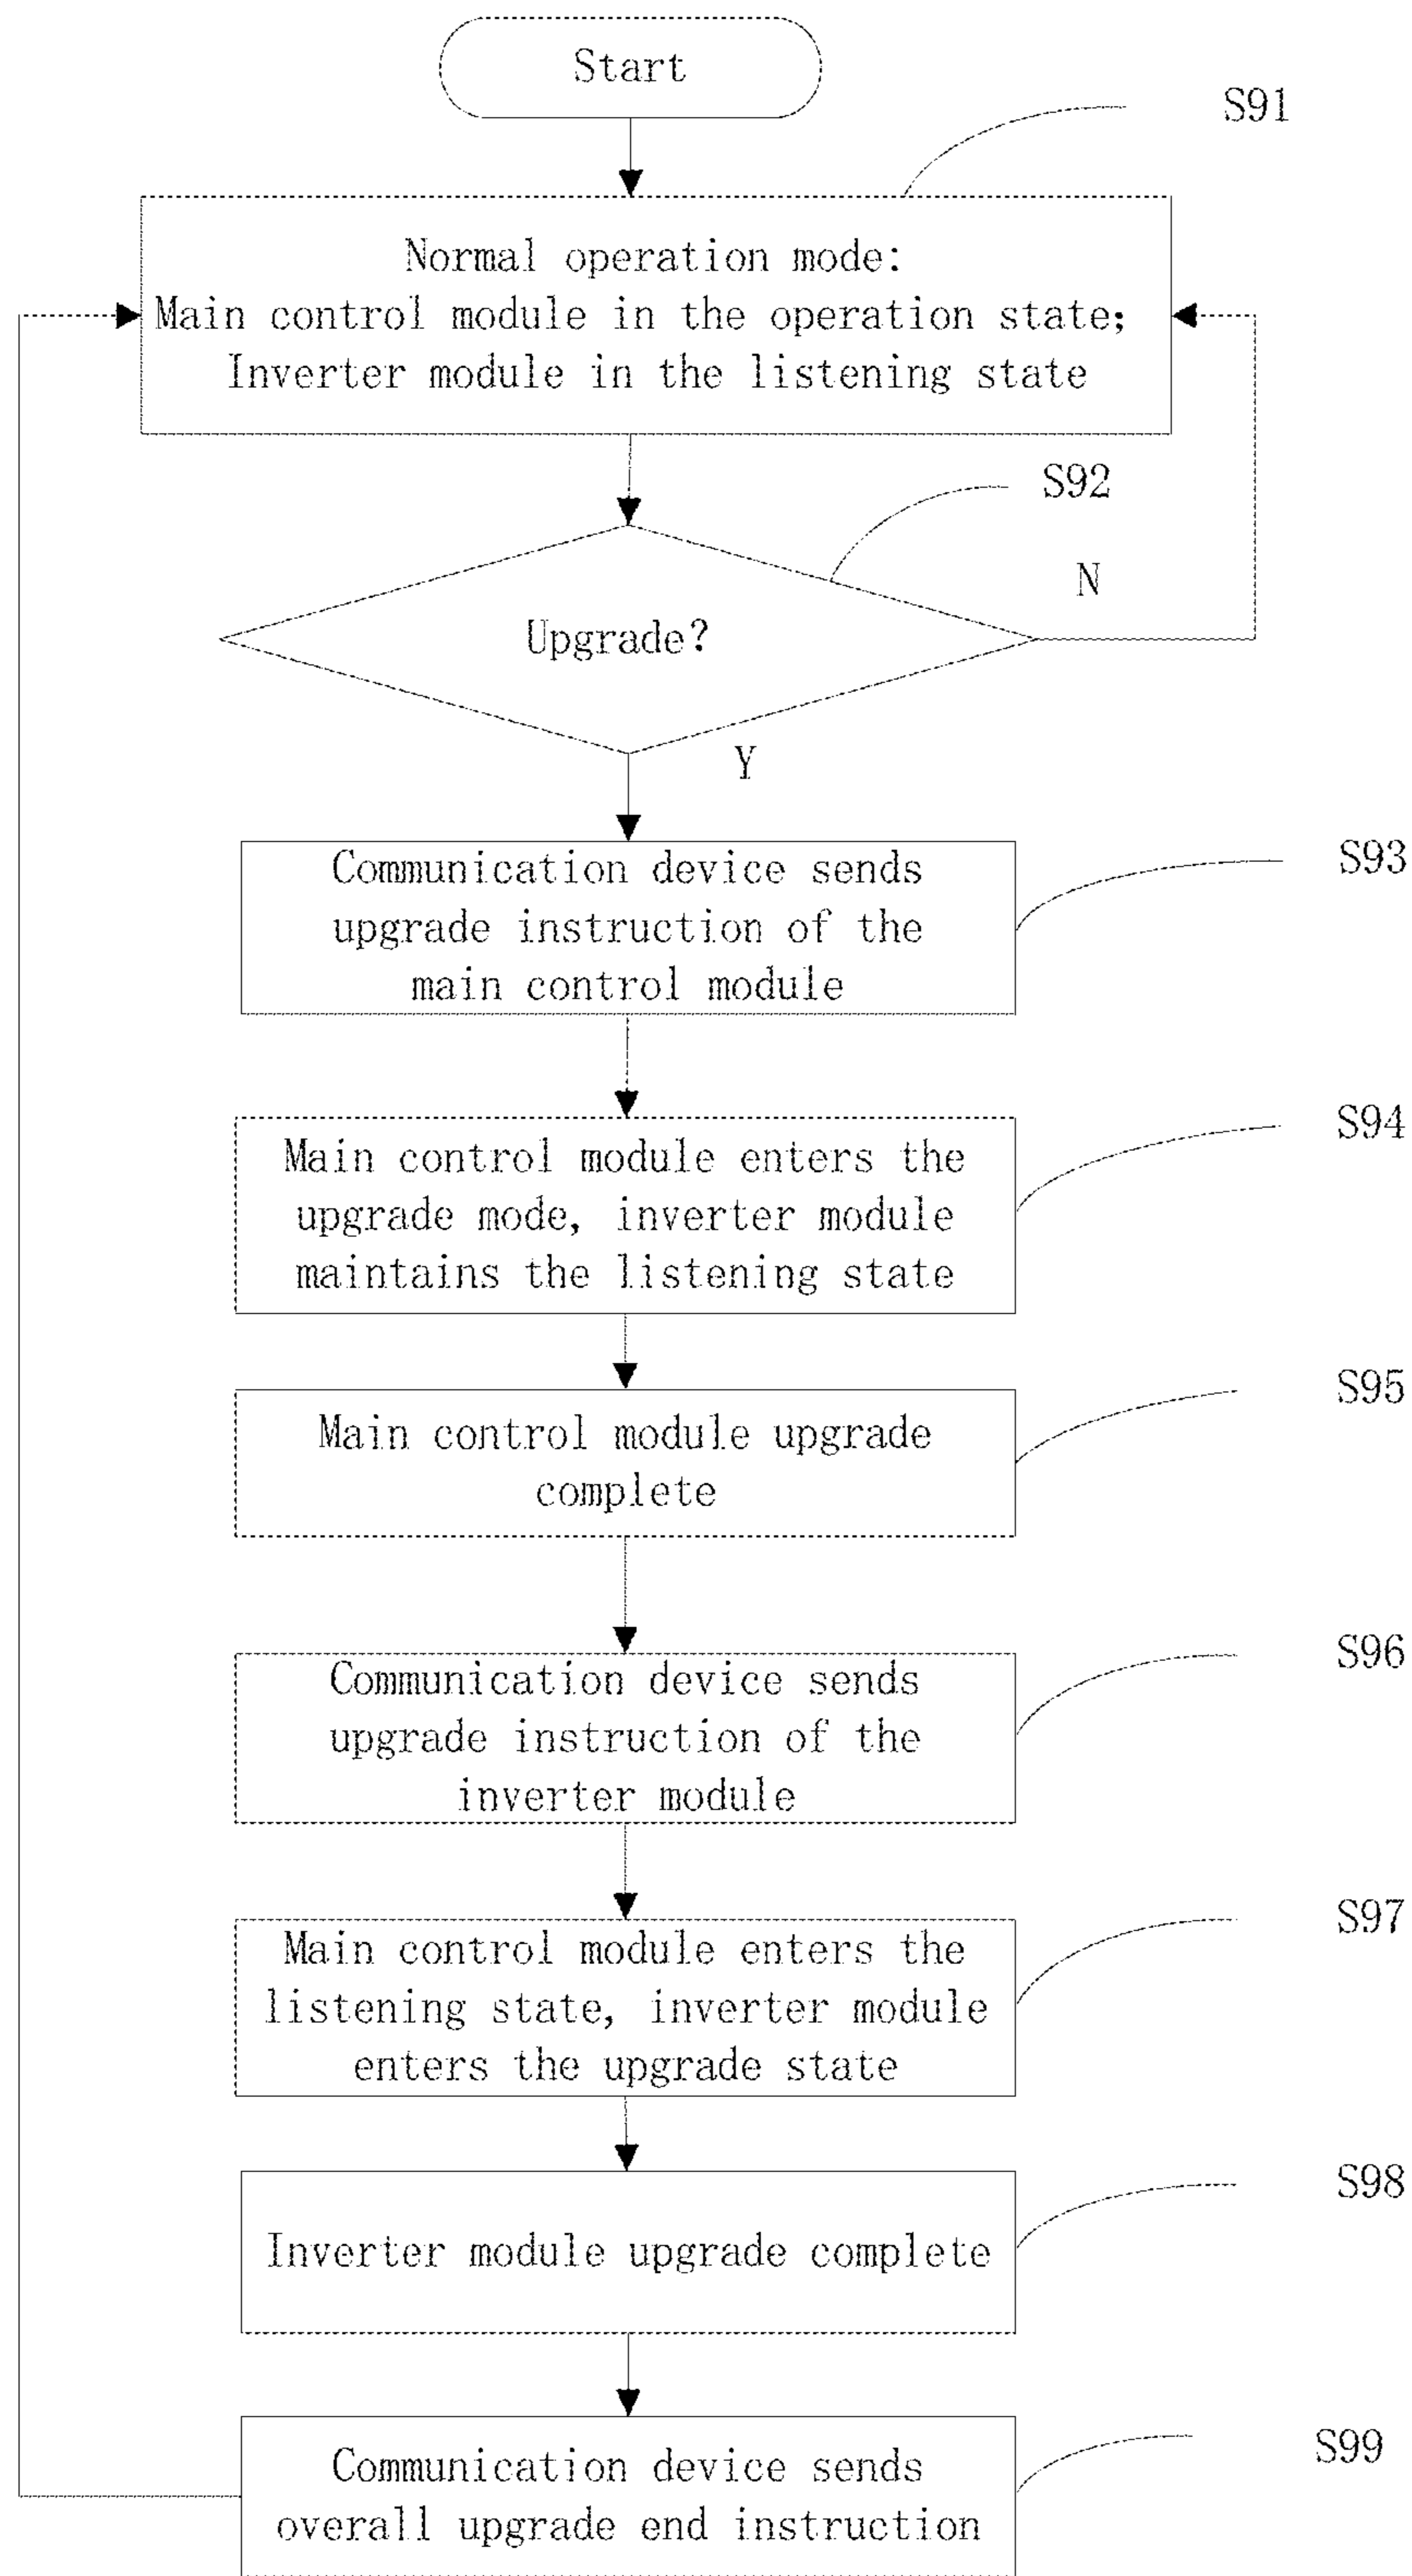 Start
S91
Normal operation mode:
Main control module in the operation state;
Inverter module in the listening state
S92
N
Upgrade?
Y
S93
Communication device sends
upgrade instruction of the
main control module
S94
Main control module enters the
upgrade mode, inverter module
maintains the listening state
S95
Main control module upgrade
complete
S96
Communication device sends
upgrade instruction of the
inverter module
S97
Main control module enters the
listening state, inverter module
enters the upgrade state
S98
Inverter module upgrade complete
S99
Communication device sends
overall upgrade end instruction